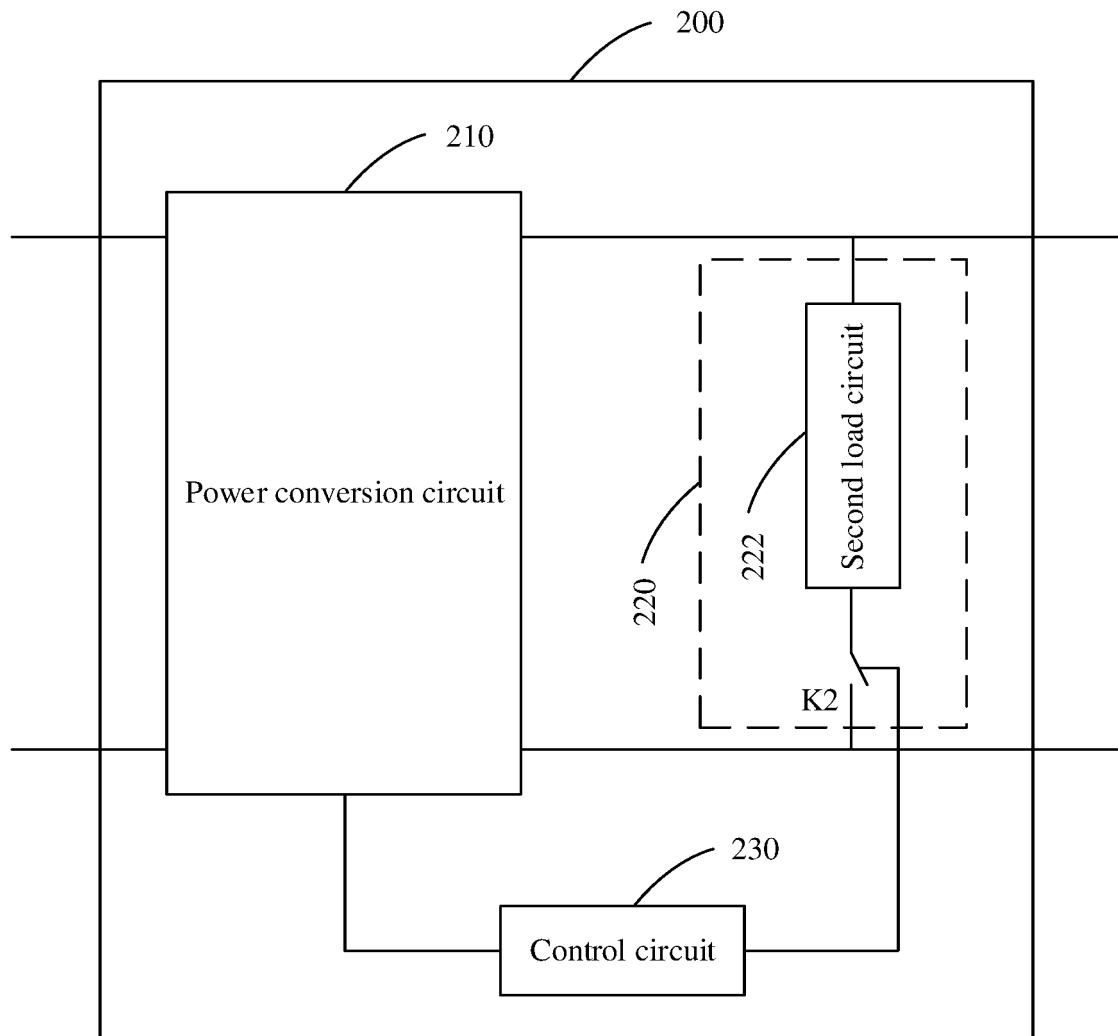 200
210
Power conversion circuit
Second load circuit
222
220
K2
230
Control circuit